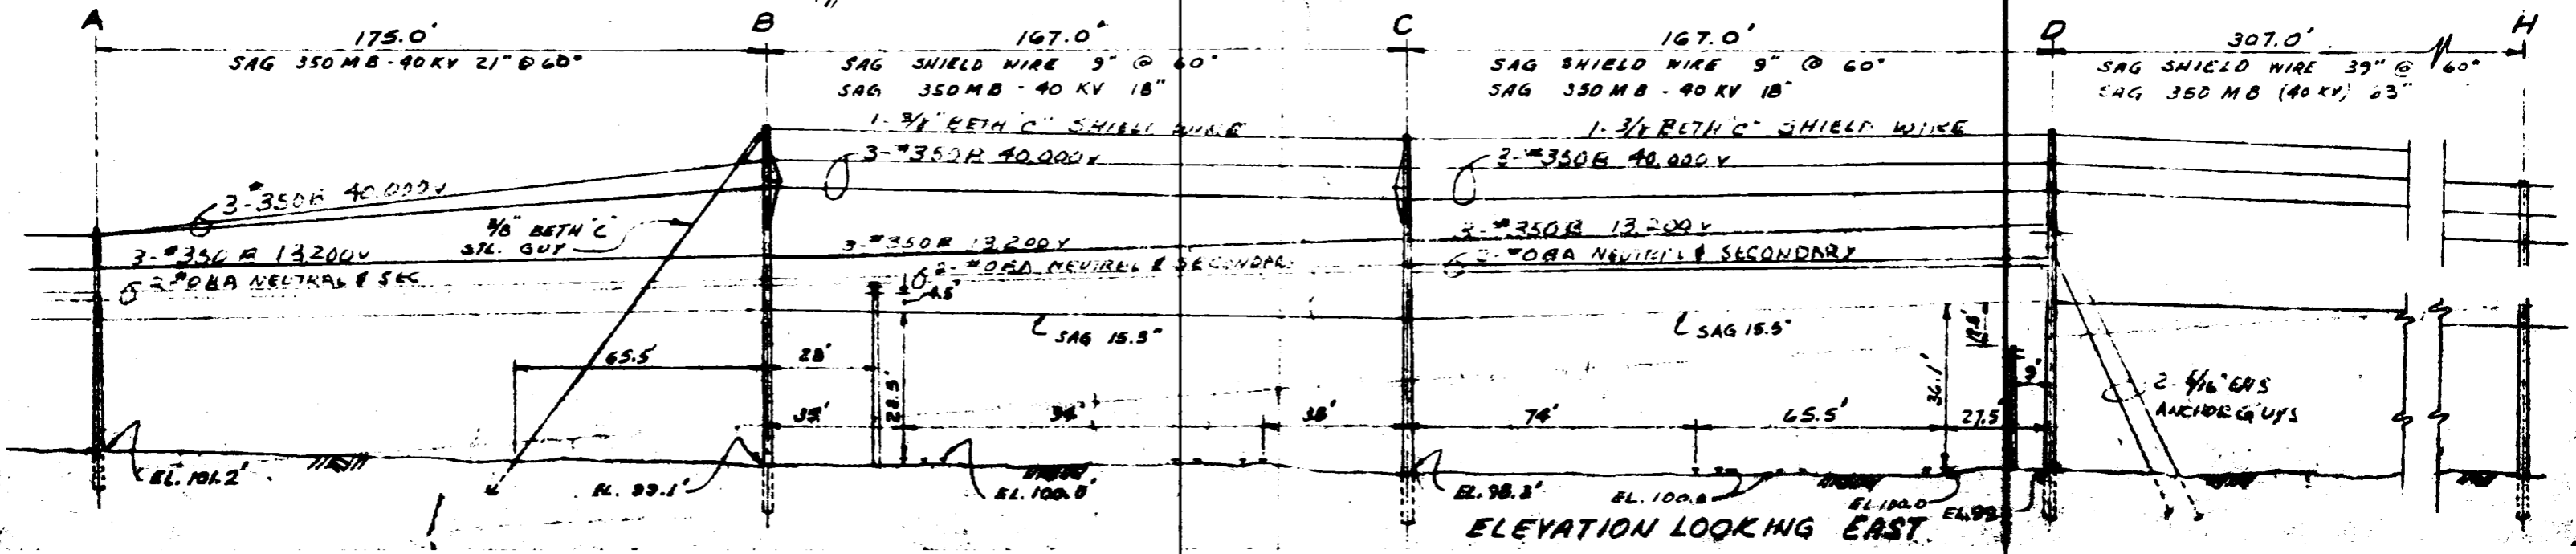 A
B
C
D
H
175.0'
167.0'
167.0'
307.0'
SAG 350 MB-40 KV 21" @ 60°
SAG SHIELD WIRE 9" @ 60°
SAG 350 MB - 40 KV 18"
SAG SHIELD WIRE 9" @ 60°
SAG 350 MB - 40 KV 18"
SAG SHIELD WIRE 39" @ 60°
SAG 350 MB (40 KV) 63"
1-3/8" BETH "C" SHIELD WIRE
1-3/8 BETH "C" SHIELD WIRE
3-#350B 40,000V
3-#350B 40,000V
3-#350B 40,000V
3/8" BETH "C"
STL. GUY
3-#350B 13,200V
3-#350B 13,200V
3-#350B 13,200V
2-#0BA NEUTRAL & SEC
2-#0BA NEUTREL & SECONDARY
2-#0BA NEUTREL & SECONDARY
4.5'
SAG 15.5"
SAG 15.5"
65.5'
28'
28.5'
35'
38'
74'
65.5'
27.5'
36.1'
2-5/16" EHS
ANCHOR GUYS
EL. 101.2'
EL. 99.1'
EL. 100.0'
EL. 98.3'
EL. 100.0
EL. 100.0
ELEVATION LOOKING EAST